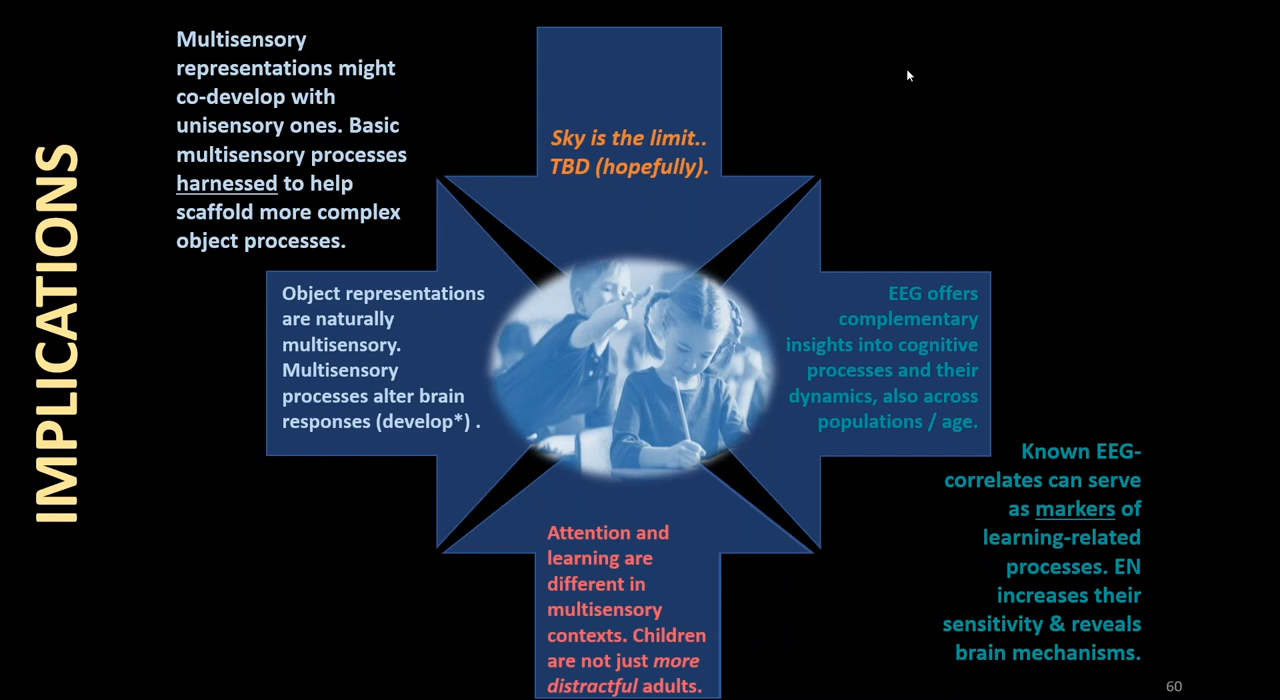 IMPLICATIONS
Multisensory
representations might
co-develop with
unisensory ones. Basic
multisensory processes
harnessed to help
scaffold more complex
object processes.
Sky is the limit..
TBD (hopefully).
Object representations
are naturally
multisensory.
Multisensory
processes alter brain
responses (develop*) .
EEG offers
complementary
insights into cognitive
processes and their
dynamics, also across
populations / age.
Known EEG-
correlates can serve
as markers of
learning-related
processes. EN
increases their
sensitivity & reveals
brain mechanisms.
Attention and
learning are
different in
multisensory
contexts. Children
are not just more
distractful adults.
60